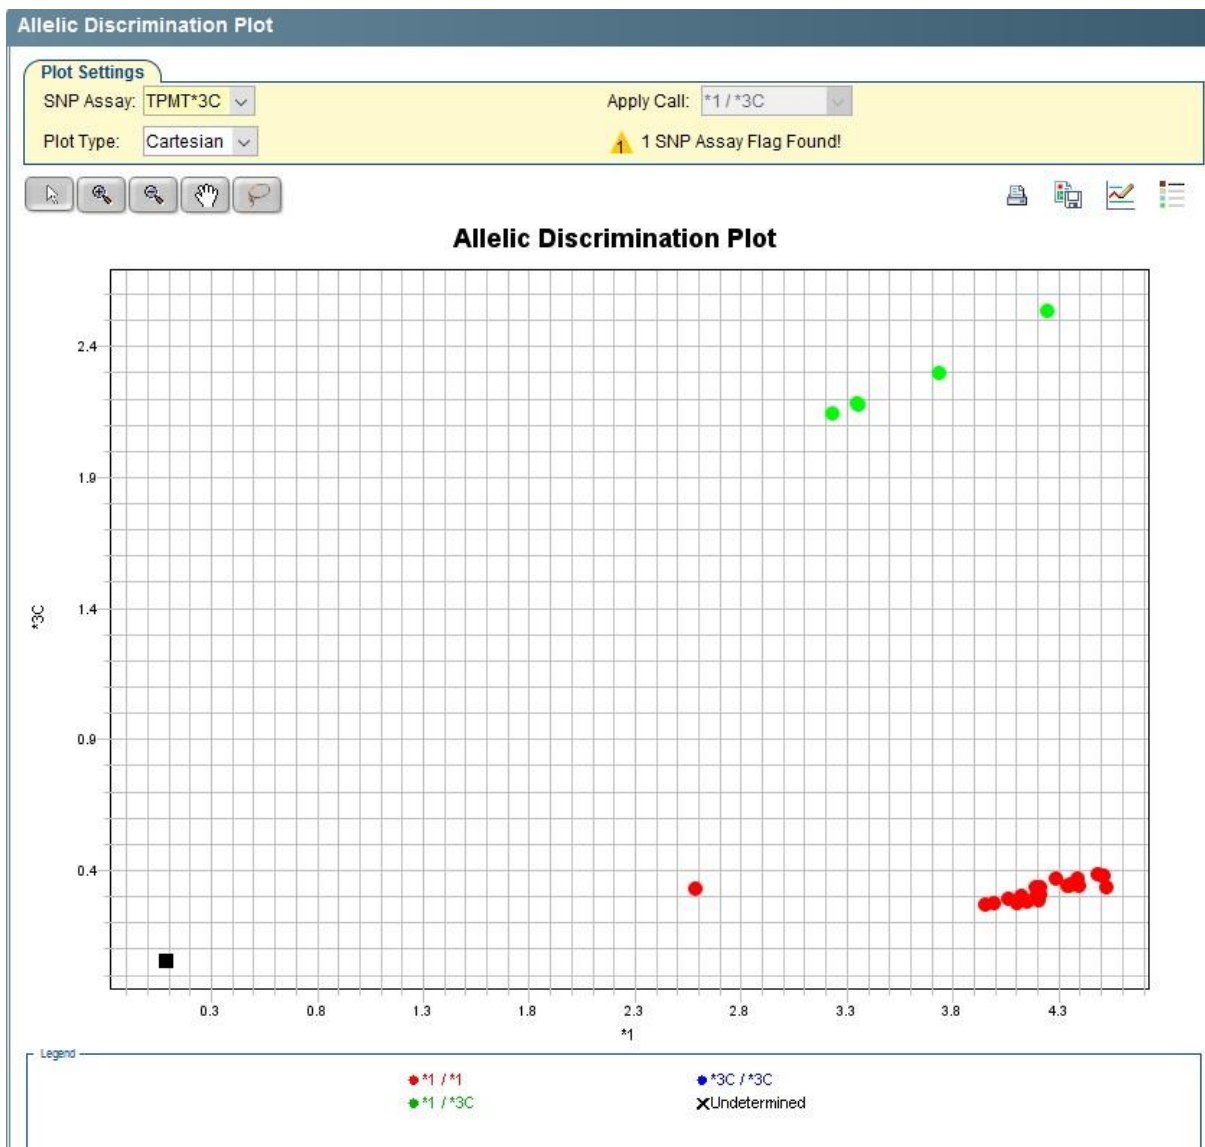 Allelic Discrimination Plot
Plot Settings
SNP Assay: TPMT*3C
Apply Call: *1 / *3C
Plot Type: Cartesian
1 1 SNP Assay Flag Found!
Allelic Discrimination Plot
2.4
1.9
1.4
0.9
0.4
*3C
0.3 0.8 1.3 1.8 2.3 2.8 3.3 3.8 4.3
*1
Legend
*1 / *1
*3C / *3C
*1 / *3C
Undetermined